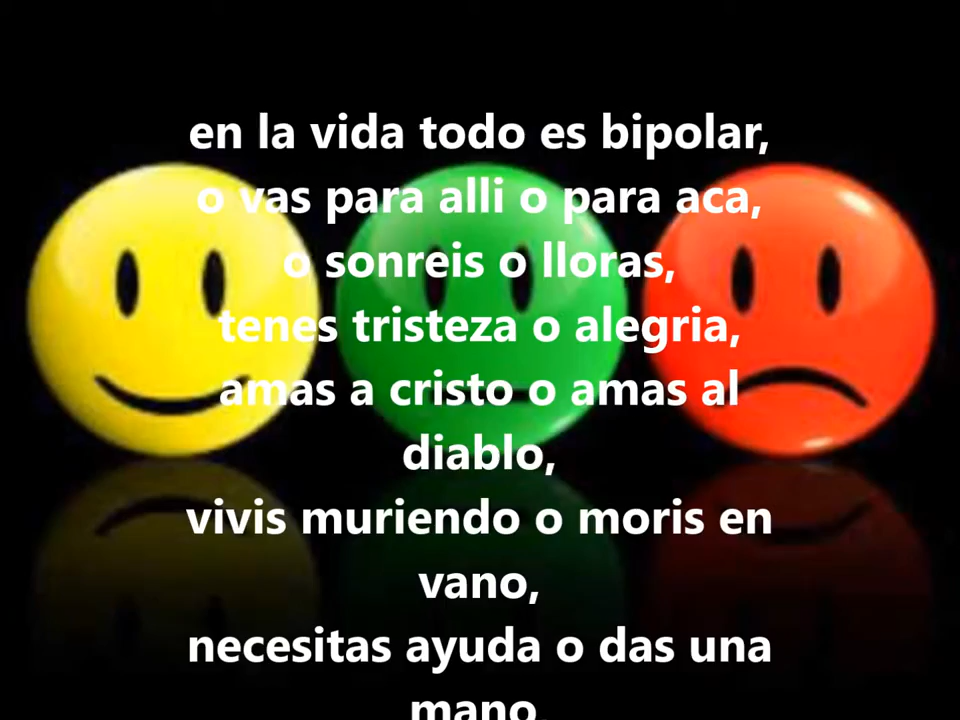 en la vida todo es bipolar,
o vas para alli o para aca,
o sonreis o lloras,
tenes tristeza o alegria,
amas a cristo o amas al
diablo,
vivis muriendo o moris en
vano,
necesitas ayuda o das una
mano.